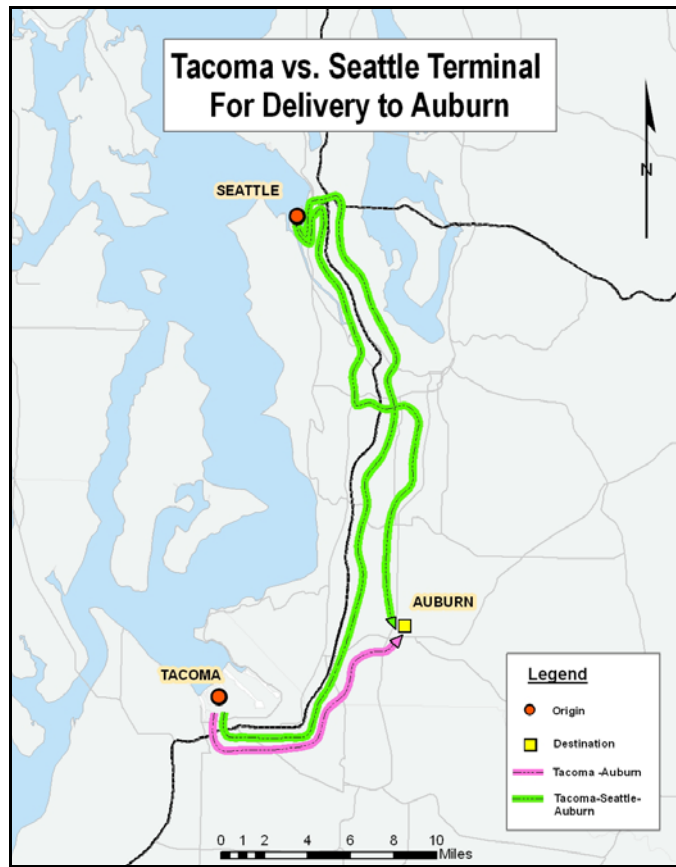 Tacoma vs. Seattle Terminal
For Delivery to Auburn
N
SEATTLE
AUBURN
TACOMA
Legend
Origin
Destination
Tacoma -Auburn
Tacoma-Seattle-
Auburn
0 1 2 4 6 8 10
Miles